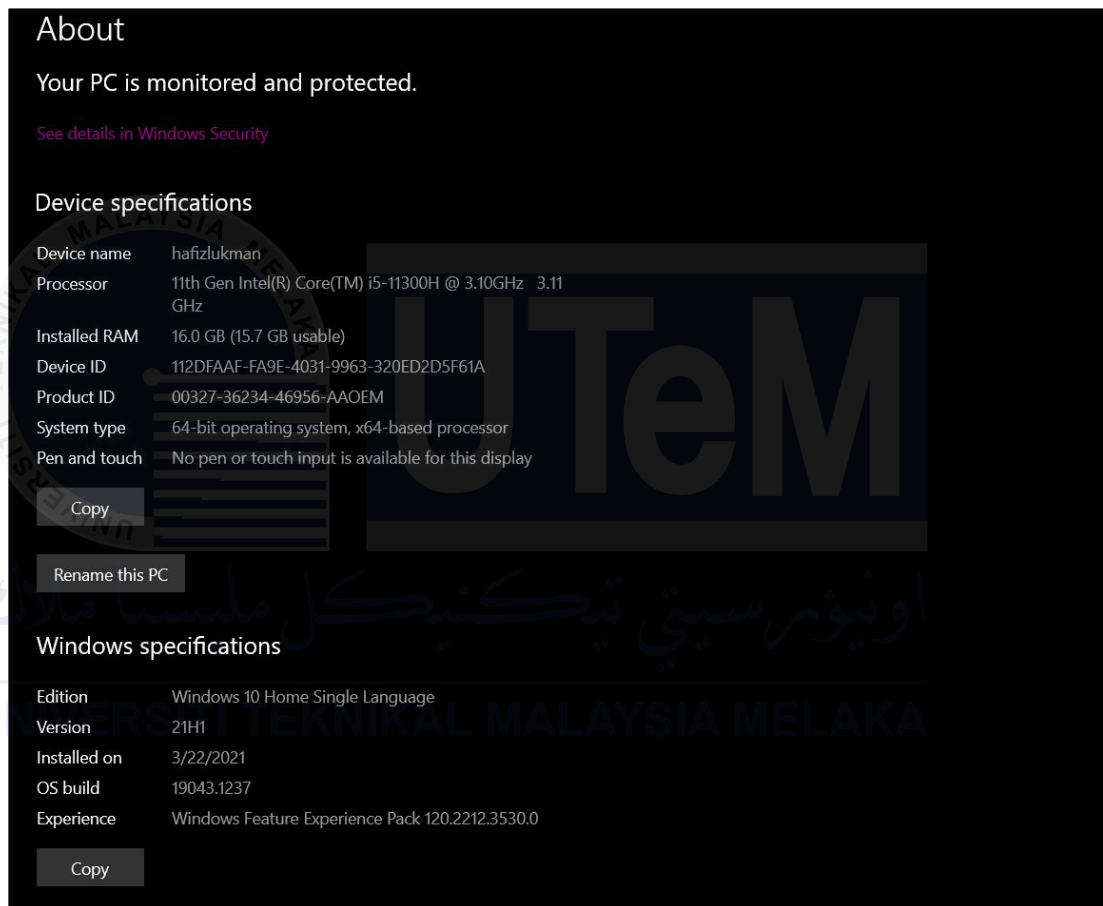 About
Your PC is monitored and protected.
See details in Windows Security
Device specifications
Device name hafizlukman
Processor 11th Gen Intel(R) Core(TM) i5-11300H @ 3.10GHz 3.11
GHz
Installed RAM 16.0 GB (15.7 GB usable)
Device ID 112DFAAF-FA9E-4031-9963-320ED2D5F61A
Product ID 00327-36234-46956-AAOEM
System type 64-bit operating system, x64-based processor
Pen and touch No pen or touch input is available for this display
Copy
Rename this PC
Windows specifications
Edition Windows 10 Home Single Language
Version 21H1
Installed on 3/22/2021
OS build 19043.1237
Experience Windows Feature Experience Pack 120.2212.3530.0
Copy
UTeM
اونيۏرسيتي تيكنيكل مليسيا ملاك
UNIVERSITI TEKNIKAL MALAYSIA MELAKA